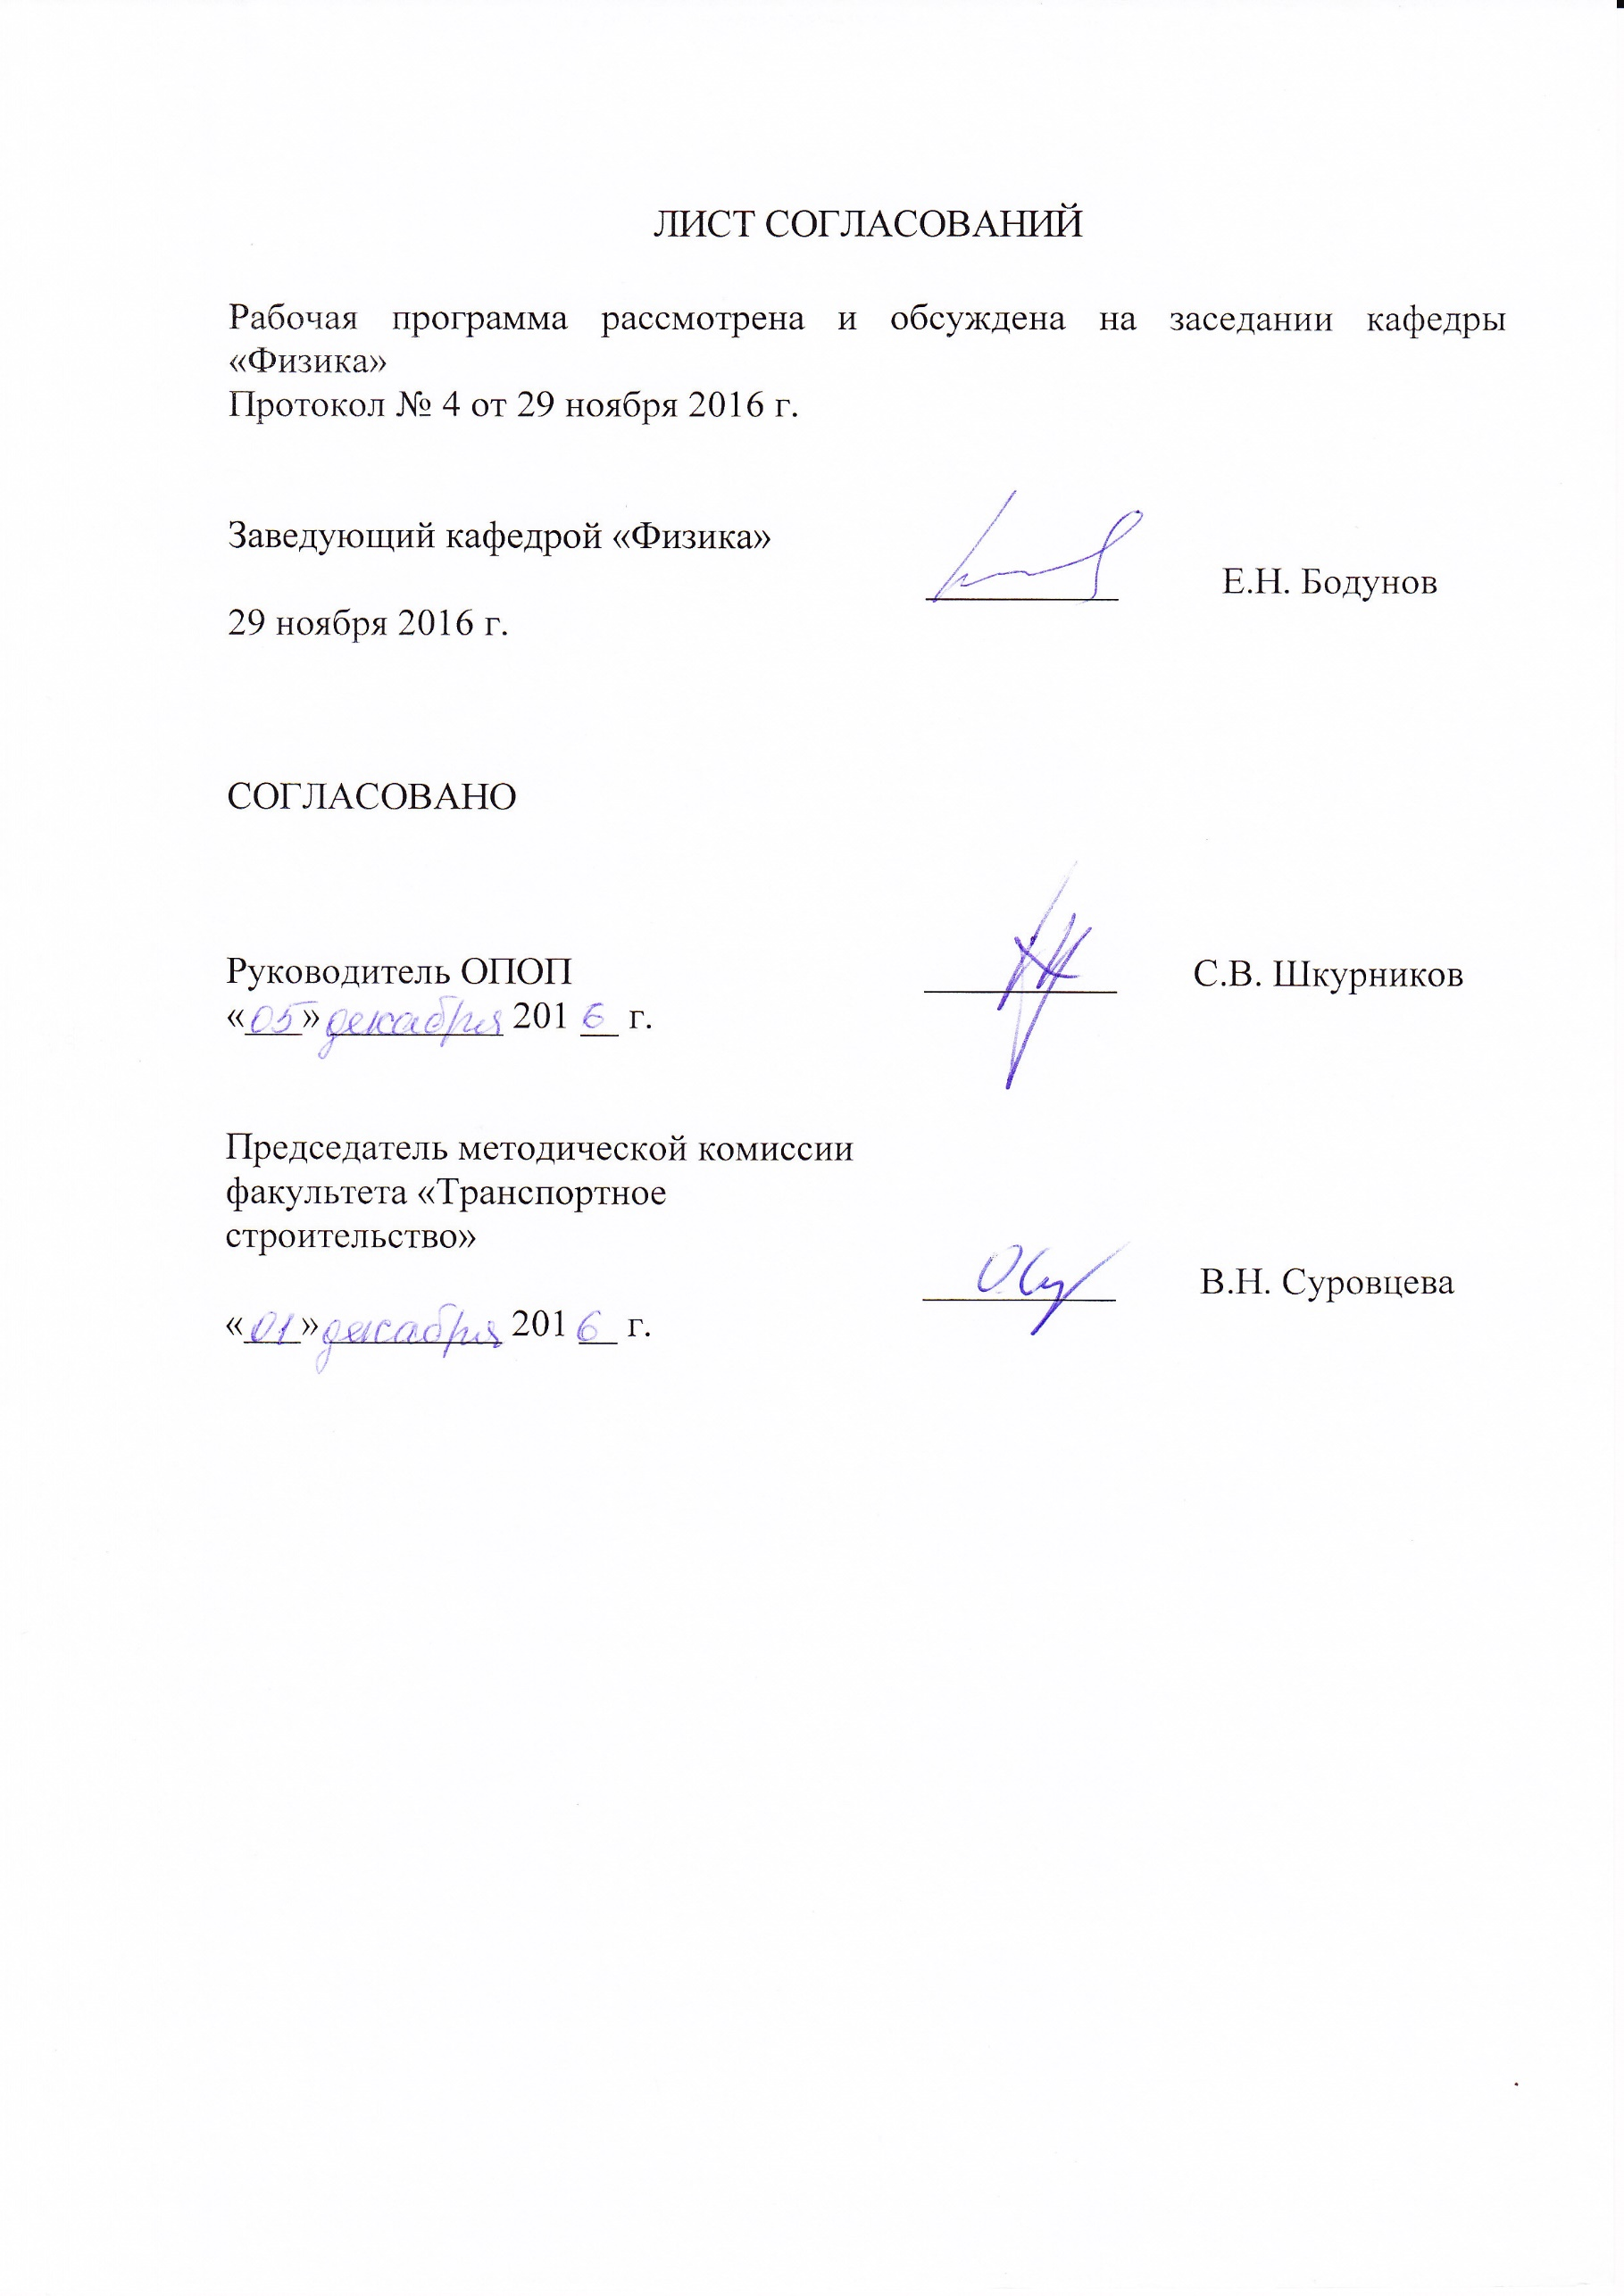 ЛИСТ СОГЛАСОВАНИЙ
Рабочая программа рассмотрена и обсуждена на заседании кафедры
«Физика»
Протокол № 4 от 29 ноября 2016 г.
Заведующий кафедрой «Физика»
Е.Н. Бодунов
29 ноября 2016 г.
СОГЛАСОВАНО
Руководитель ОПОП С.В. Шкурников
«05» декабря 2016 г.
Председатель методической комиссии
факультета «Транспортное
строительство»
В.Н. Суровцева
«01» декабря 2016 г.